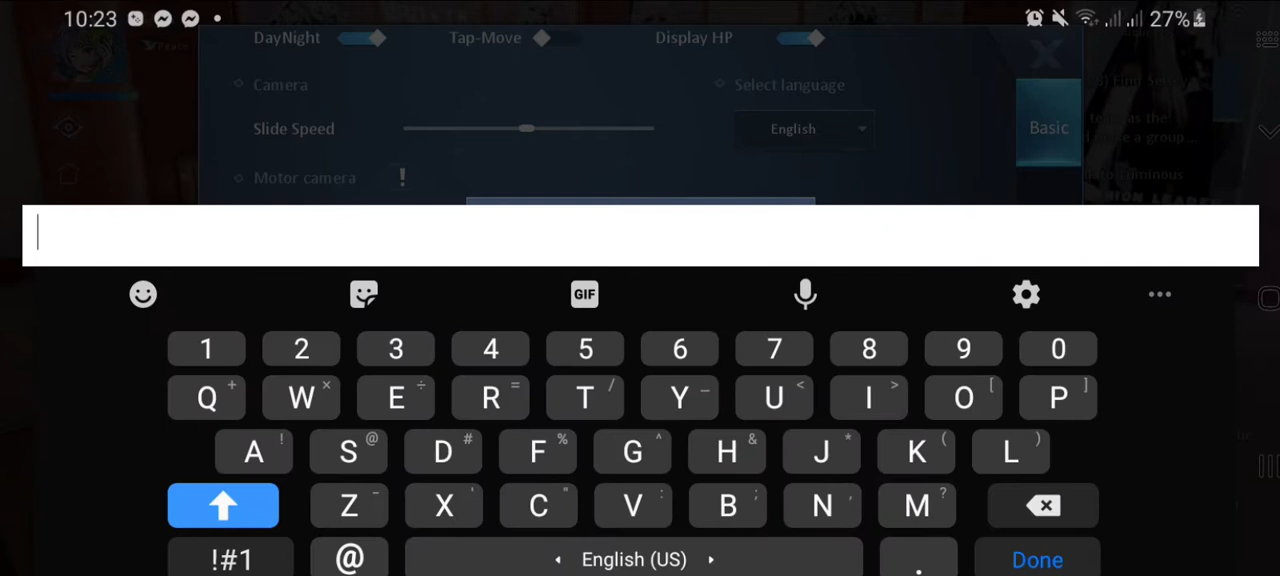 10:23 27%
DayNight Tap-Move Display HP
Camera Select language
Slide Speed English Basic
Motor camera !
GIF
1 2 3 4 5 6 7 8 9 0
Q + W × E ÷ R = T / Y _ U < I > O [ P ]
A ! S @ D # F % G ^ H & J * K ( L )
Z - X ' C " V : B ; N , M ?
!#1 @ English (US) . Done